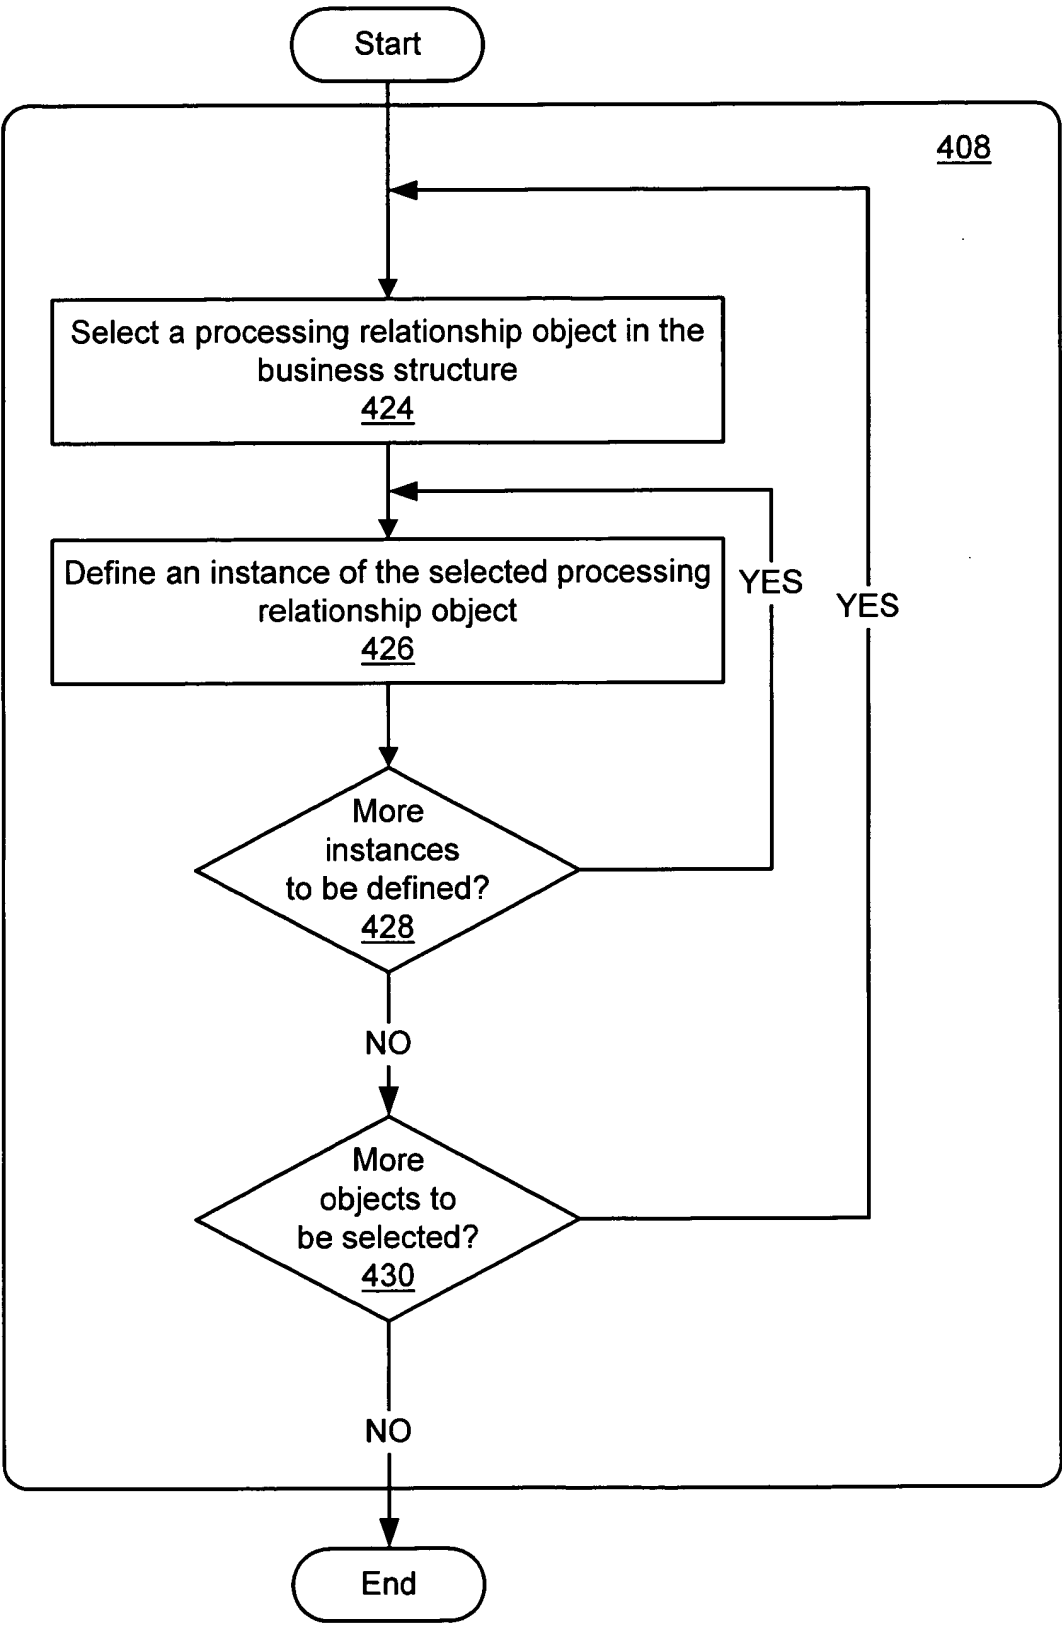 Start
408
Select a processing relationship object in the
business structure
424
Define an instance of the selected processing
relationship object
426
YES
YES
More
instances
to be defined?
428
NO
More
objects to
be selected?
430
NO
End